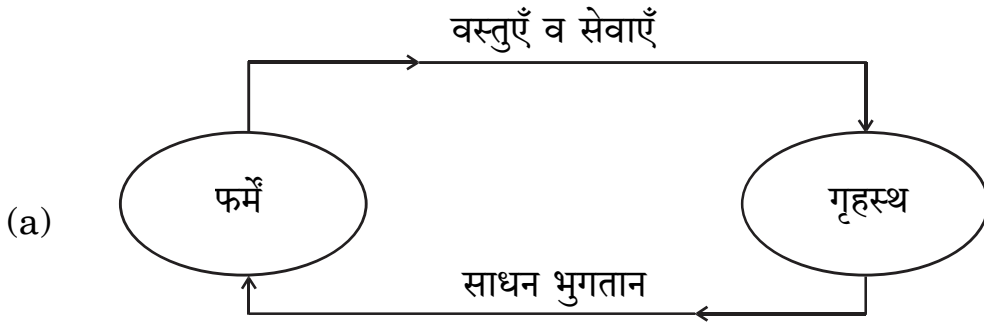 वस्तुएँ व सेवाएँ
(a)
फर्में
गृहस्थ
साधन भुगतान